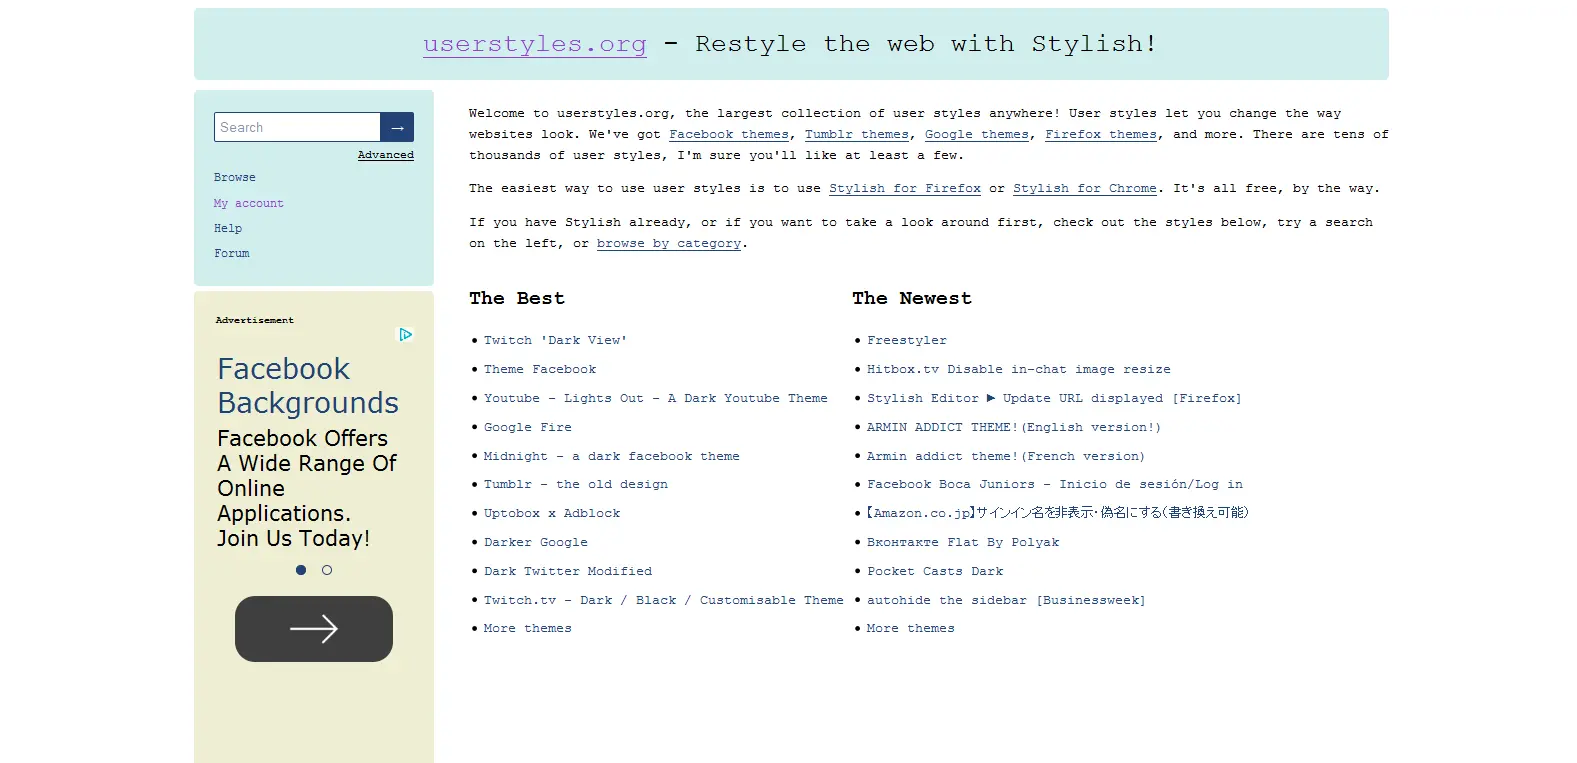 userstyles.org - Restyle the web with Stylish!
Search →
Advanced
Browse
My account
Help
Forum
Advertisement
Facebook
Backgrounds
Facebook Offers
A Wide Range Of
Online
Applications.
Join Us Today!
Welcome to userstyles.org, the largest collection of user styles anywhere! User styles let you change the way
websites look. We've got Facebook themes, Tumblr themes, Google themes, Firefox themes, and more. There are tens of
thousands of user styles, I'm sure you'll like at least a few.
The easiest way to use user styles is to use Stylish for Firefox or Stylish for Chrome. It's all free, by the way.
If you have Stylish already, or if you want to take a look around first, check out the styles below, try a search
on the left, or browse by category.
The Best
• Twitch 'Dark View'
• Theme Facebook
• Youtube - Lights Out - A Dark Youtube Theme
• Google Fire
• Midnight - a dark facebook theme
• Tumblr - the old design
• Uptobox x Adblock
• Darker Google
• Dark Twitter Modified
• Twitch.tv - Dark / Black / Customisable Theme
• More themes
The Newest
• Freestyler
• Hitbox.tv Disable in-chat image resize
• Stylish Editor ► Update URL displayed [Firefox]
• ARMIN ADDICT THEME!(English version!)
• Armin addict theme!(French version)
• Facebook Boca Juniors - Inicio de sesión/Log in
• 【Amazon.co.jp】サインイン名を非表示・偽名にする（書き換え可能）
• Вконтакте Flat By Polyak
• Pocket Casts Dark
• autohide the sidebar [Businessweek]
• More themes